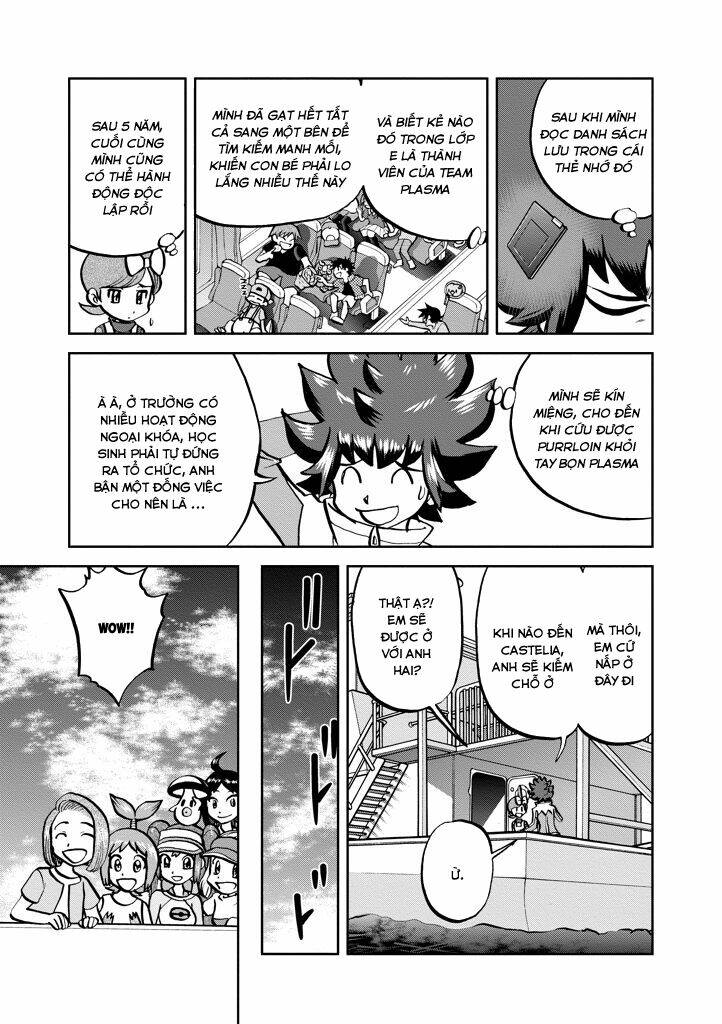 SAU KHI MÌNH
ĐỌC DANH SÁCH
LƯU TRONG CÁI
THẺ NHỚ ĐÓ
VÀ BIẾT KẺ NÀO
ĐÓ TRONG LỚP
E LÀ THÀNH
VIÊN CỦA TEAM
PLASMA
MÌNH ĐÃ GẠT HẾT TẤT
CẢ SANG MỘT BÊN ĐỂ
TÌM KIẾM MANH MỐI,
KHIẾN CON BÉ PHẢI LO
LẮNG NHIỀU THẾ NÀY
SAU 5 NĂM,
CUỐI CÙNG
MÌNH CŨNG
CÓ THỂ HÀNH
ĐỘNG ĐỘC
LẬP RỒI
MÌNH SẼ KÍN
MIỆNG, CHO ĐẾN
KHI CỨU ĐƯỢC
PURRLOIN KHỎI
TAY BỌN PLASMA
À À, Ở TRƯỜNG CÓ
NHIỀU HOẠT ĐỘNG
NGOẠI KHÓA, HỌC
SINH PHẢI TỰ ĐỨNG
RA TỔ CHỨC, ANH
BẬN MỘT ĐỐNG VIỆC
CHO NÊN LÀ ...
MÀ THÔI,
EM CỨ
NẤP Ở
ĐÂY ĐI
KHI NÀO ĐẾN
CASTELIA,
ANH SẼ KIẾM
CHỖ Ở
THẬT Ạ?!
EM SẼ
ĐƯỢC Ở
VỚI ANH
HAI?
Ừ.
ドドド
WOW!!